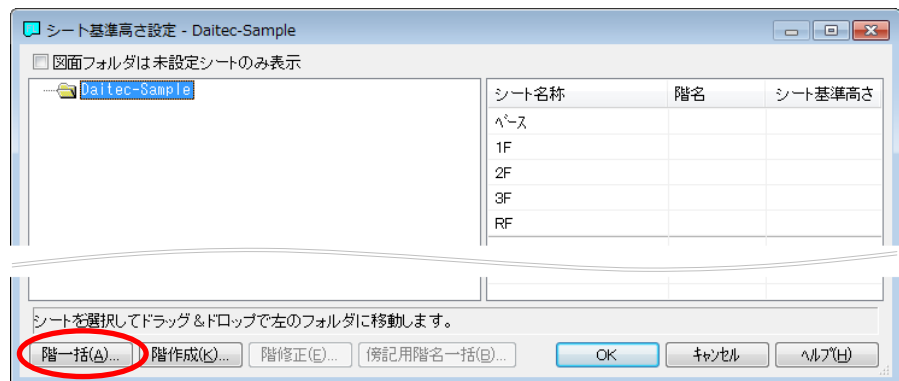 シート基準高さ設定 - Daitec-Sample
図面フォルダは未設定シートのみ表示
Daitec-Sample
シート名称 階名 シート基準高さ
ﾍﾞｰｽ
1F
2F
3F
RF
シートを選択してドラッグ&ドロップで左のフォルダに移動します。
階一括(A)... 階作成(K)... 階修正(E)... 傍記用階名一括(B)... OK ｷｬﾝｾﾙ ﾍﾙﾌﾟ(H)